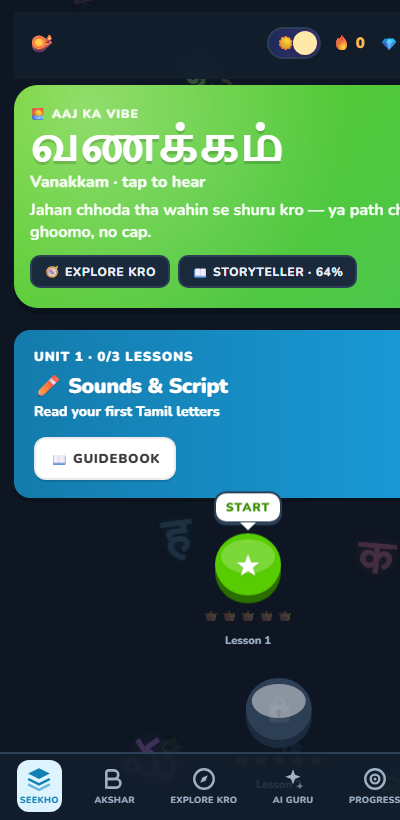 0
AAJ KA VIBE
வணக்கம்
Vanakkam · tap to hear
Jahan chhoda tha wahin se shuru kro — ya path
ghoomo, no cap.
EXPLORE KRO
STORYTELLER · 64%
UNIT 1 · 0/3 LESSONS
Sounds & Script
Read your first Tamil letters
GUIDEBOOK
START
ह
क
Lesson 1
SEEKHO
AKSHAR
EXPLORE KRO
AI GURU
PROGRESS